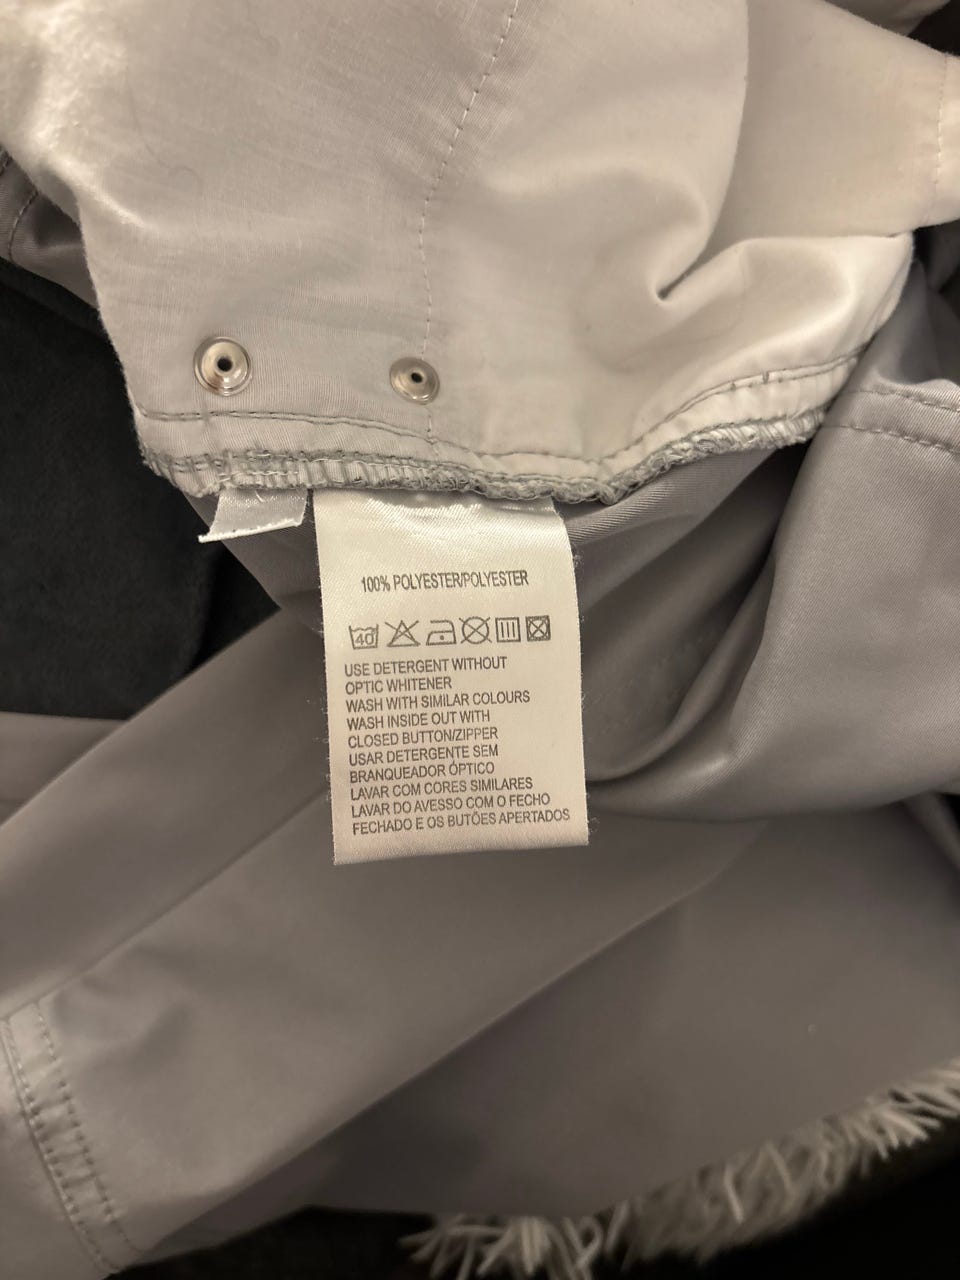 100% POLYESTER/POLYESTER
40
USE DETERGENT WITHOUT
OPTIC WHITENER
WASH WITH SIMILAR COLOURS
WASH INSIDE OUT WITH
CLOSED BUTTON/ZIPPER
USAR DETERGENTE SEM
BRANQUEADOR ÓPTICO
LAVAR COM CORES SIMILARES
LAVAR DO AVESSO COM O FECHO
FECHADO E OS BUTÕES APERTADOS